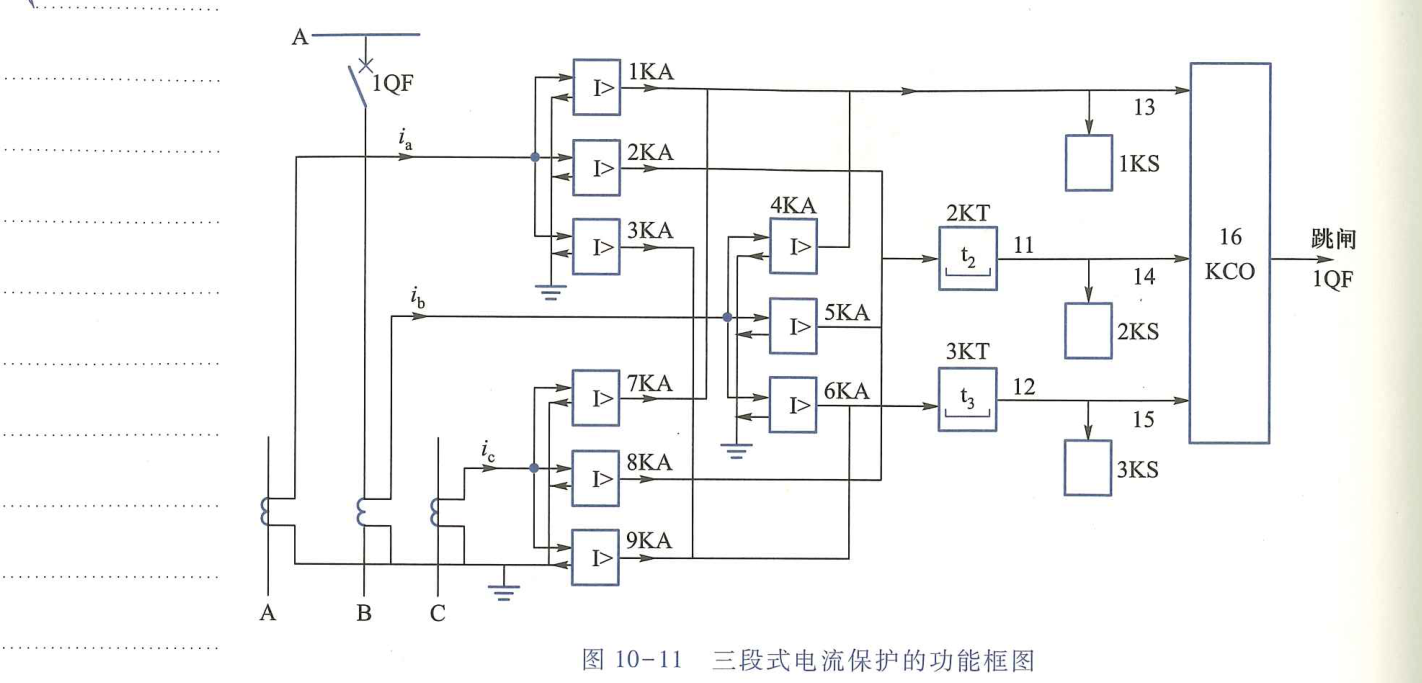 A
1QF
i_a
I> 1KA
I> 2KA
I> 3KA
i_b
4KA
I>
I> 5KA
I> 6KA
i_c
I> 7KA
I> 8KA
I> 9KA
13
1KS
2KT
t_2
11
14
2KS
3KT
t_3
12
15
3KS
16
KCO
跳闸
1QF
A B C
图 10-11 三段式电流保护的功能框图